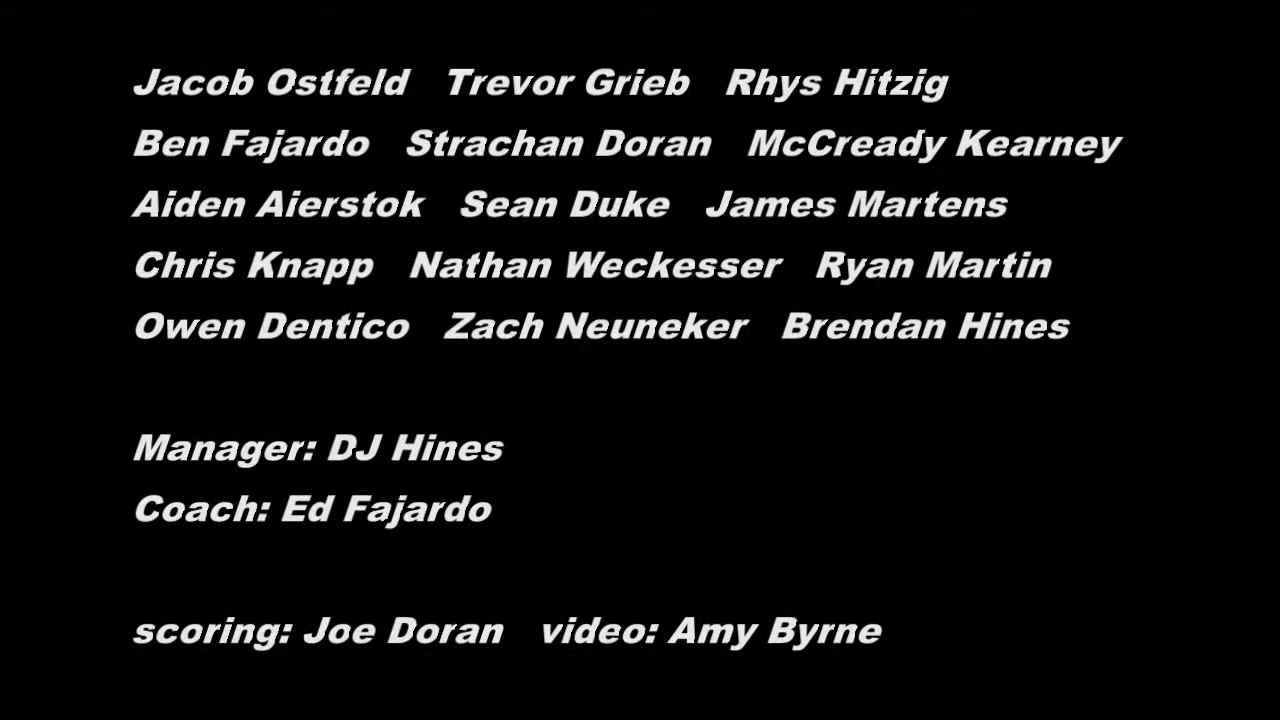 Jacob Ostfeld Trevor Grieb Rhys Hitzig
Ben Fajardo Strachan Doran McCready Kearney
Aiden Aierstok Sean Duke James Martens
Chris Knapp Nathan Weckesser Ryan Martin
Owen Dentico Zach Neuneker Brendan Hines
Manager: DJ Hines
Coach: Ed Fajardo
scoring: Joe Doran video: Amy Byrne